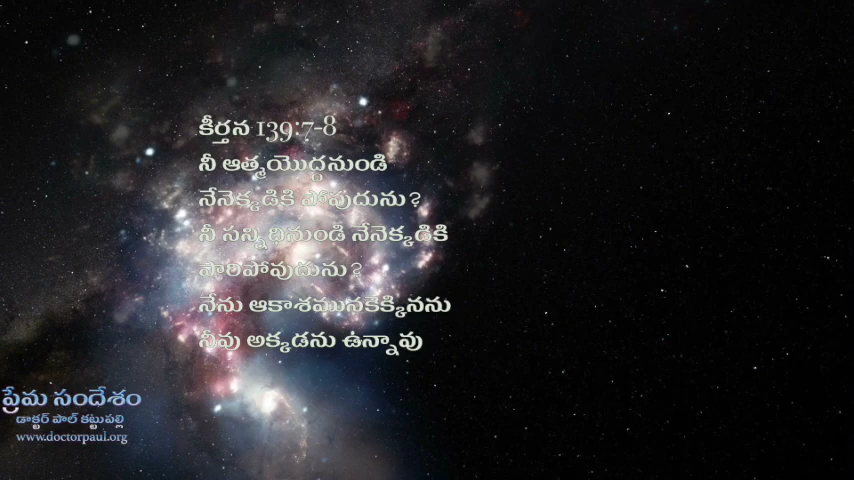 కీర్తన 139:7-8
నీ ఆత్మయొద్దనుండి
నేనెక్కడికి పోవుదును?
నీ సన్నిధినుండి నేనెక్కడికి
పారిపోవుదును?
నేను ఆకాశమునకెక్కినను
నీవు అక్కడను ఉన్నావు
ప్రేమ సందేశం
డాక్టర్ పాల్ కట్టుపల్లి
www.doctorpaul.org